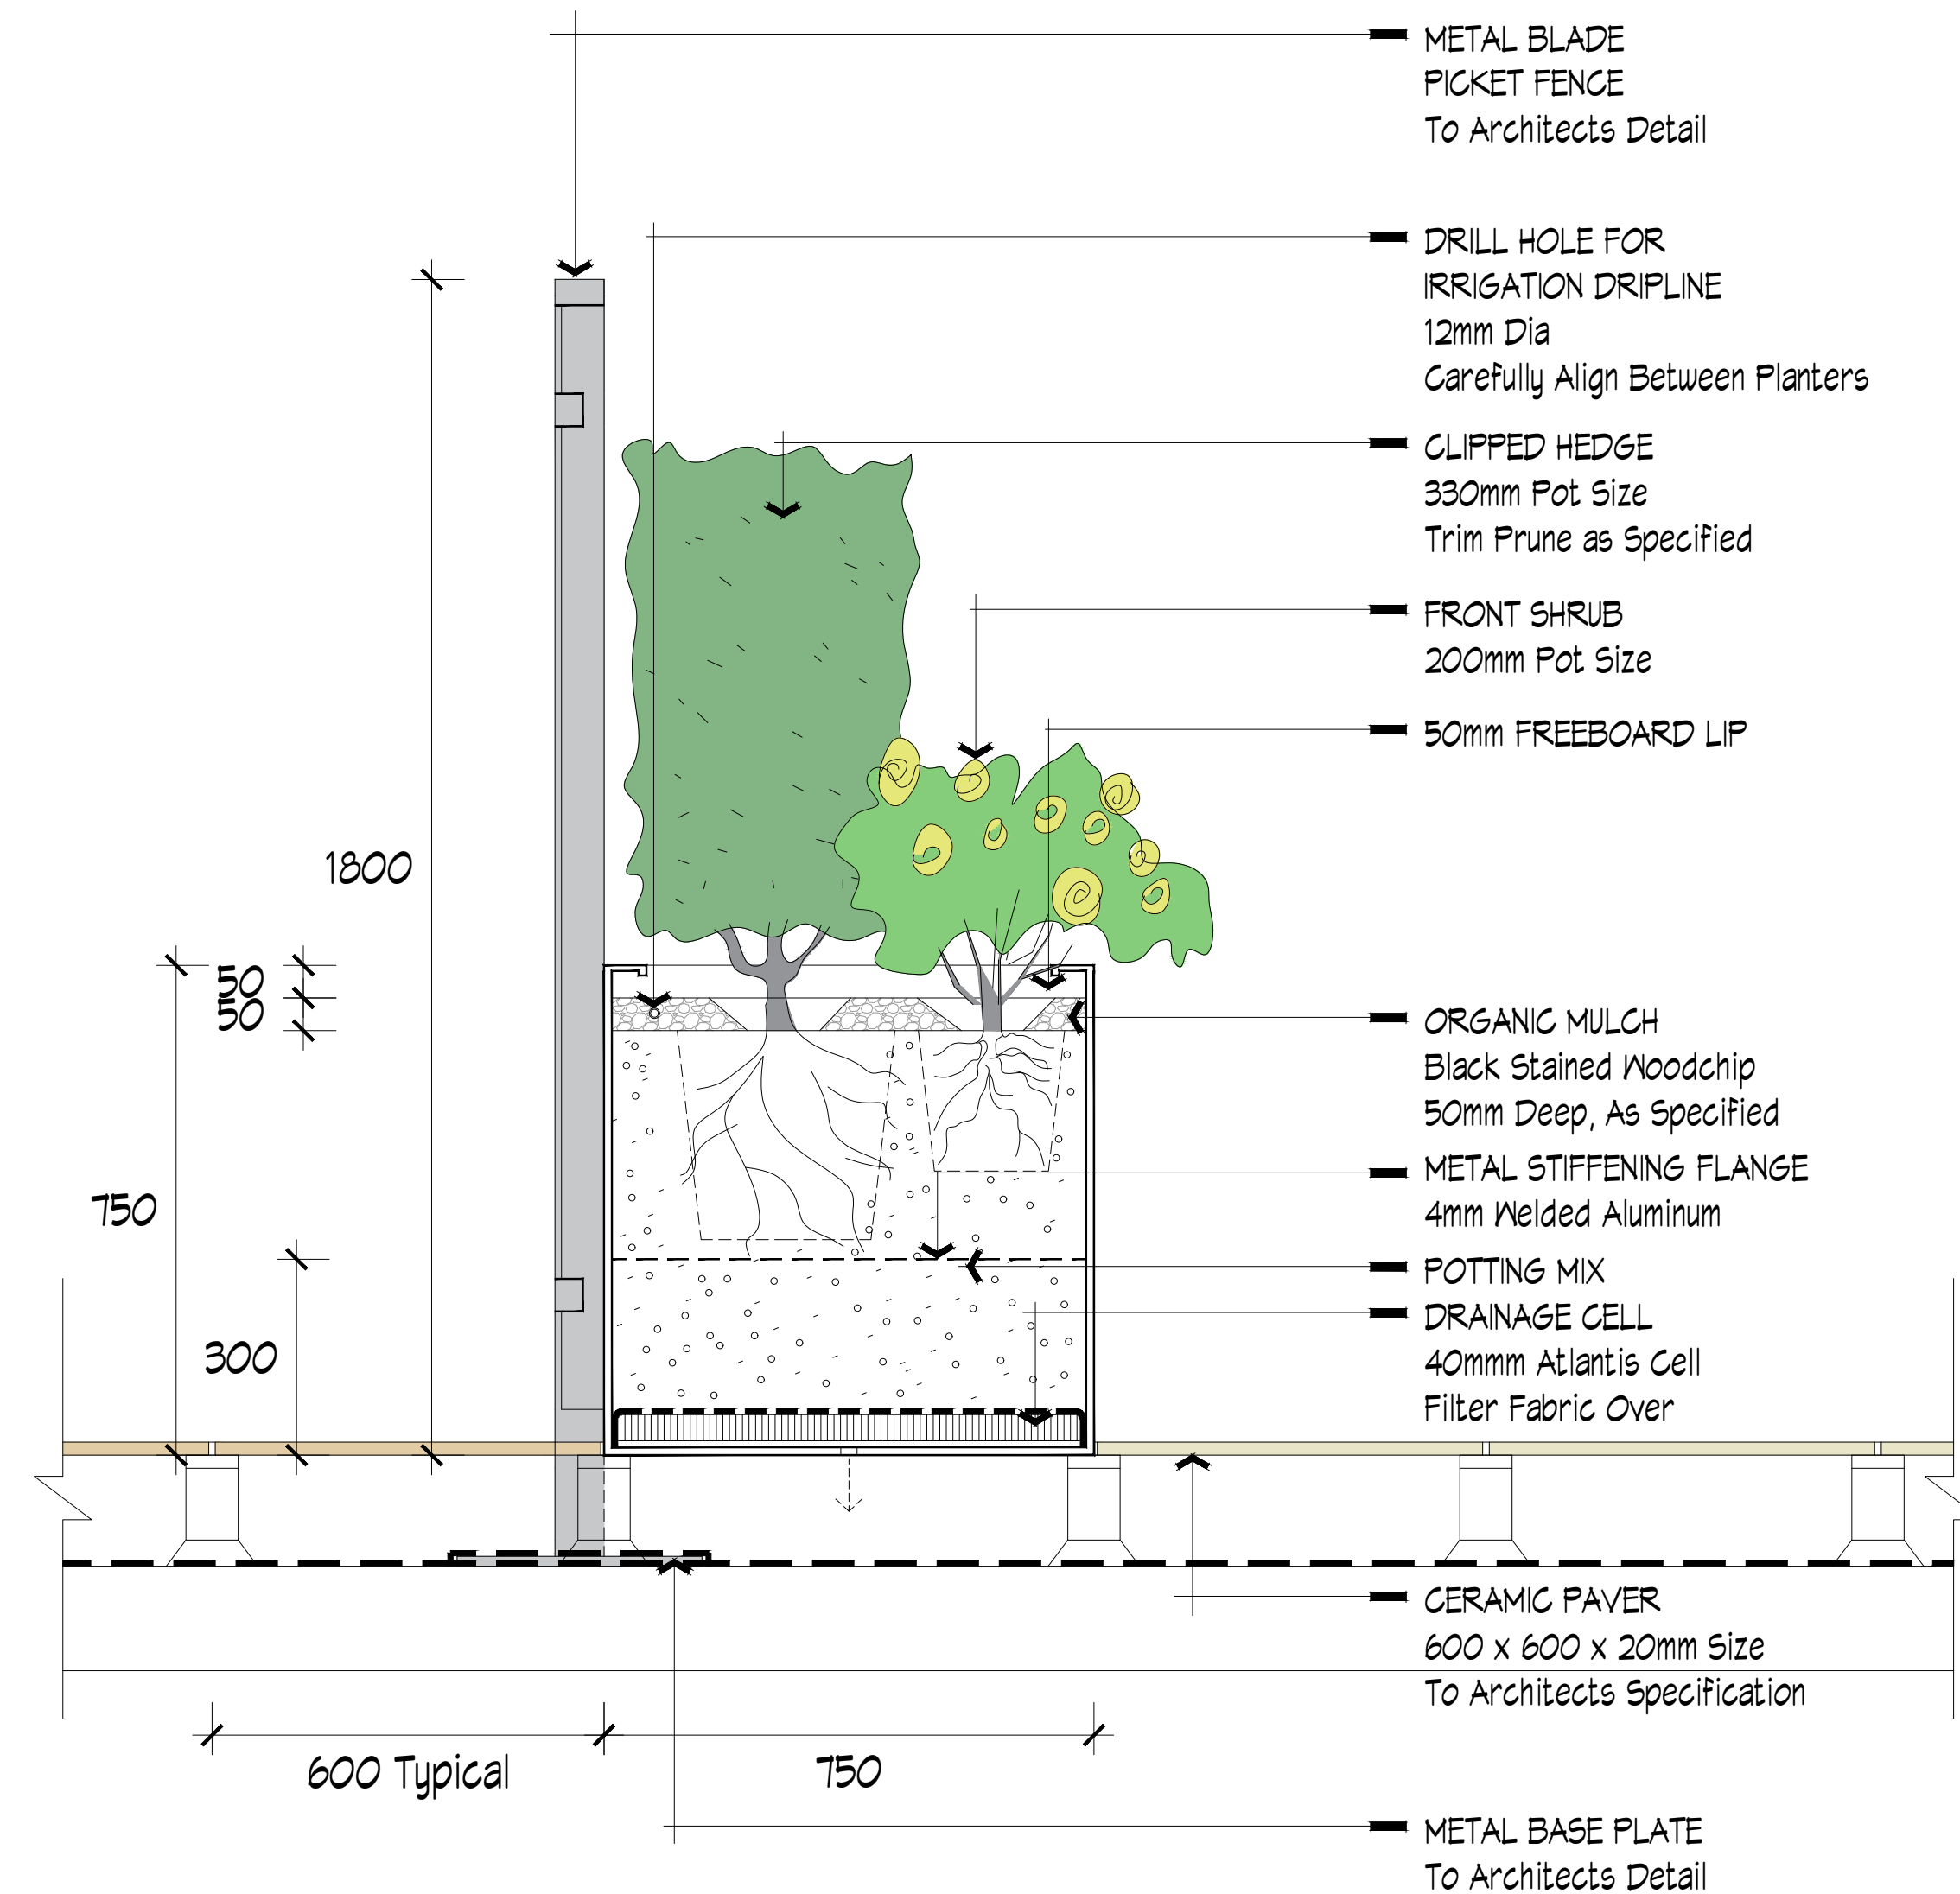 METAL BLADE
PICKET FENCE
To Architects Detail
DRILL HOLE FOR
IRRIGATION DRIPLINE
12mm Dia
Carefully Align Between Planters
CLIPPED HEDGE
330mm Pot Size
Trim Prune as Specified
FRONT SHRUB
200mm Pot Size
50mm FREEBOARD LIP
1800
50
50
750
300
ORGANIC MULCH
Black Stained Woodchip
50mm Deep, As Specified
METAL STIFFENING FLANGE
4mm Welded Aluminum
POTTING MIX
DRAINAGE CELL
40mmm Atlantis Cell
Filter Fabric Over
CERAMIC PAVER
600 x 600 x 20mm Size
To Architects Specification
600 Typical
750
METAL BASE PLATE
To Architects Detail